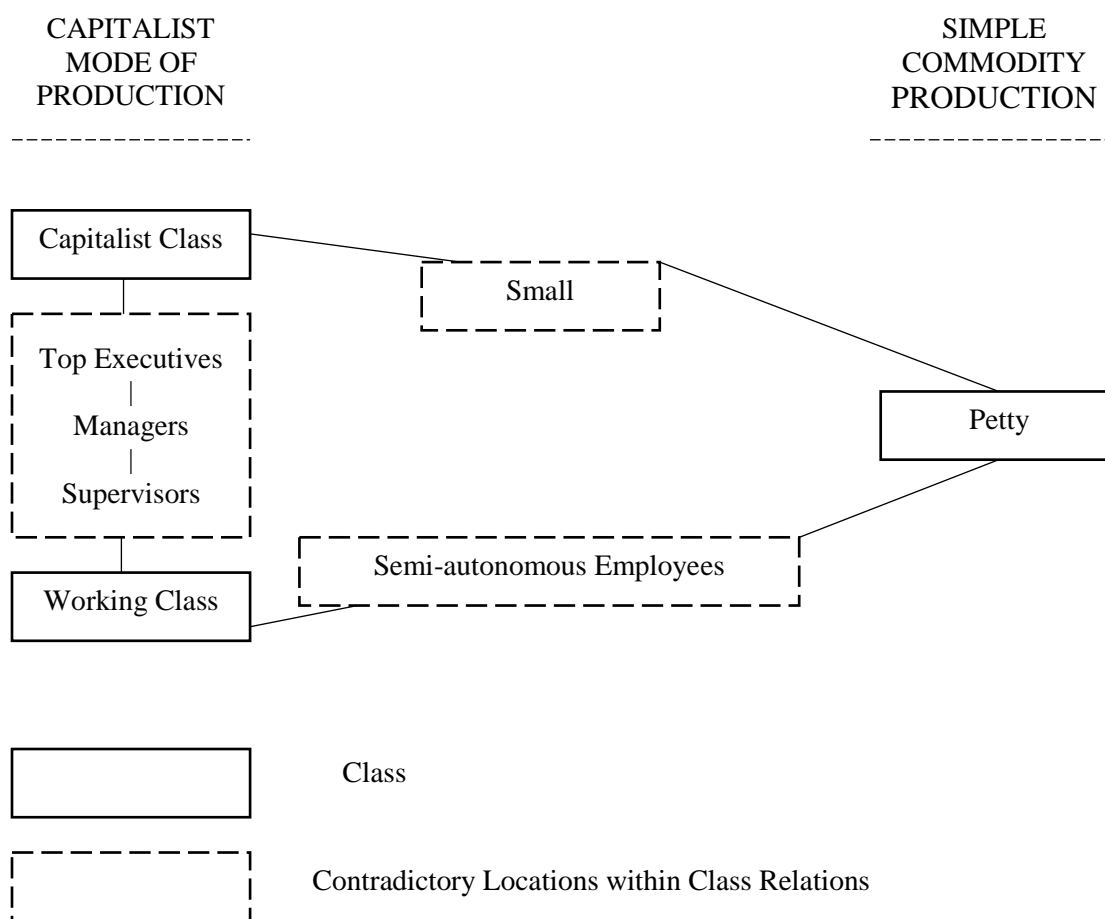 CAPITALIST
MODE OF
PRODUCTION
SIMPLE
COMMODITY
PRODUCTION
Capitalist Class
Small
Top Executives
Managers
Supervisors
Petty
Semi-autonomous Employees
Working Class
Class
Contradictory Locations within Class Relations